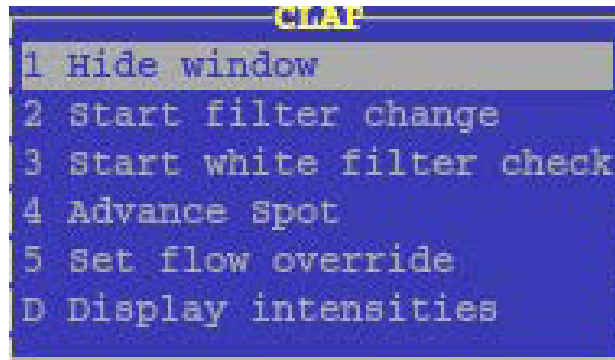 CLAP
1 Hide window
2 Start filter change
3 Start white filter check
4 Advance Spot
5 Set flow override
D Display intensities